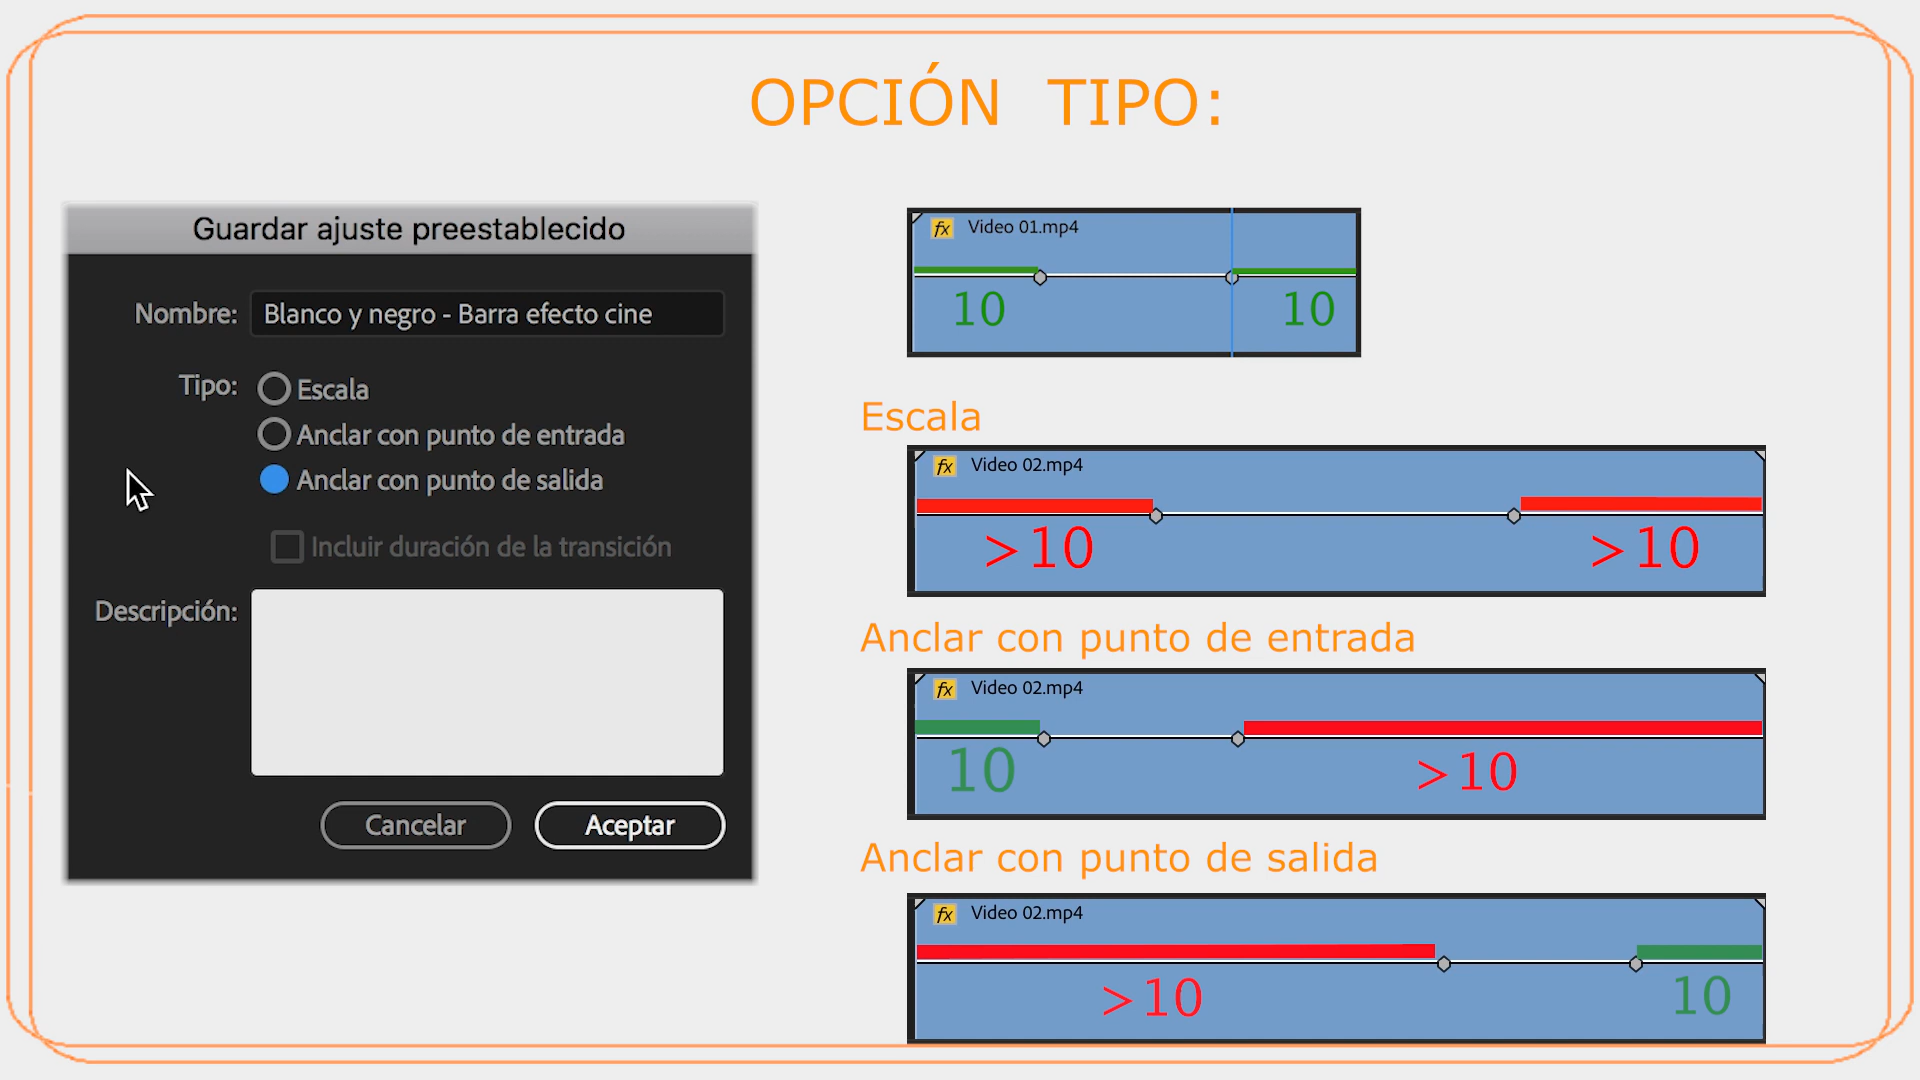 OPCIÓN TIPO:
Guardar ajuste preestablecido
Nombre: Blanco y negro - Barra efecto cine
Tipo: Escala
Anclar con punto de entrada
Anclar con punto de salida
Incluir duración de la transición
Descripción:
Cancelar Aceptar
fx Video 01.mp4
10 10
Escala
fx Video 02.mp4
>10 >10
Anclar con punto de entrada
fx Video 02.mp4
10 >10
Anclar con punto de salida
fx Video 02.mp4
>10 10